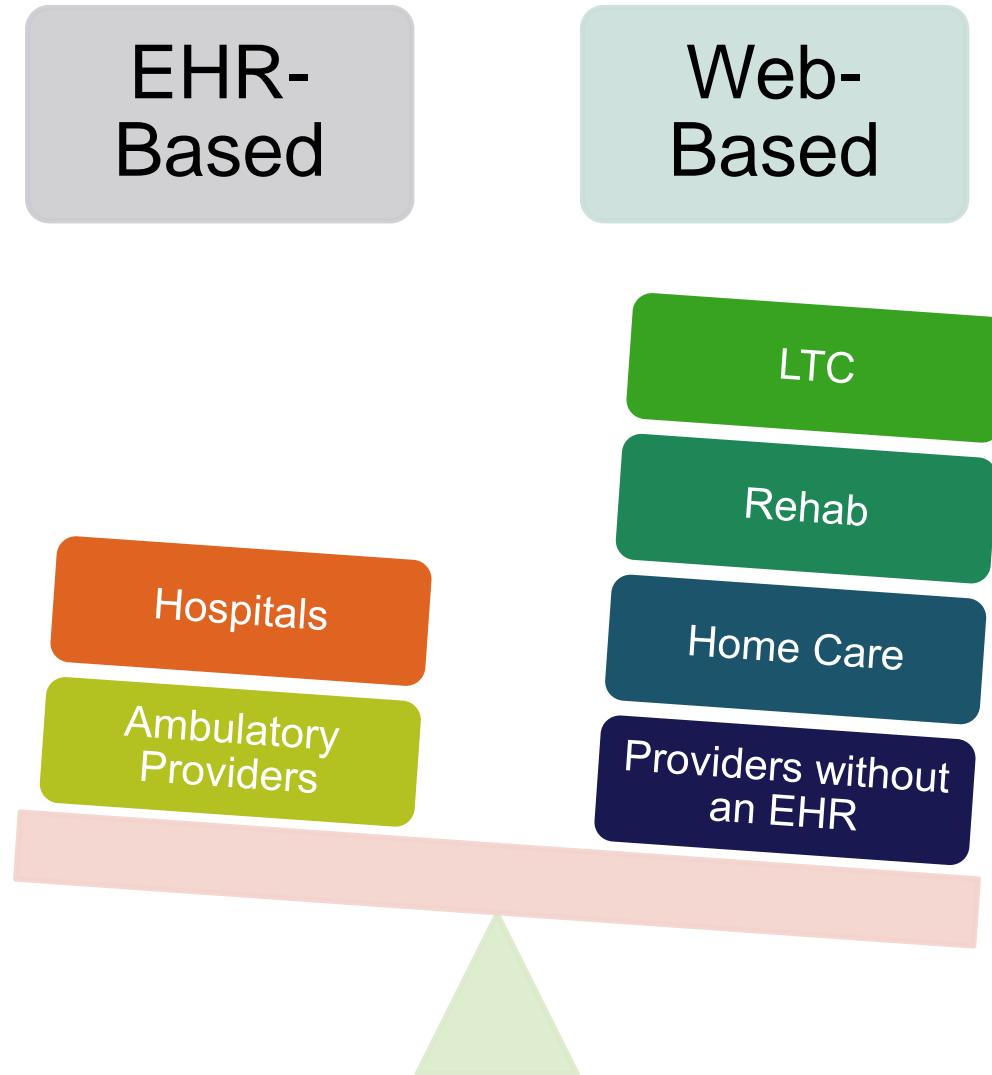 EHR-
Based
Web-
Based
LTC
Rehab
Hospitals
Home Care
Ambulatory
Providers
Providers without
an EHR